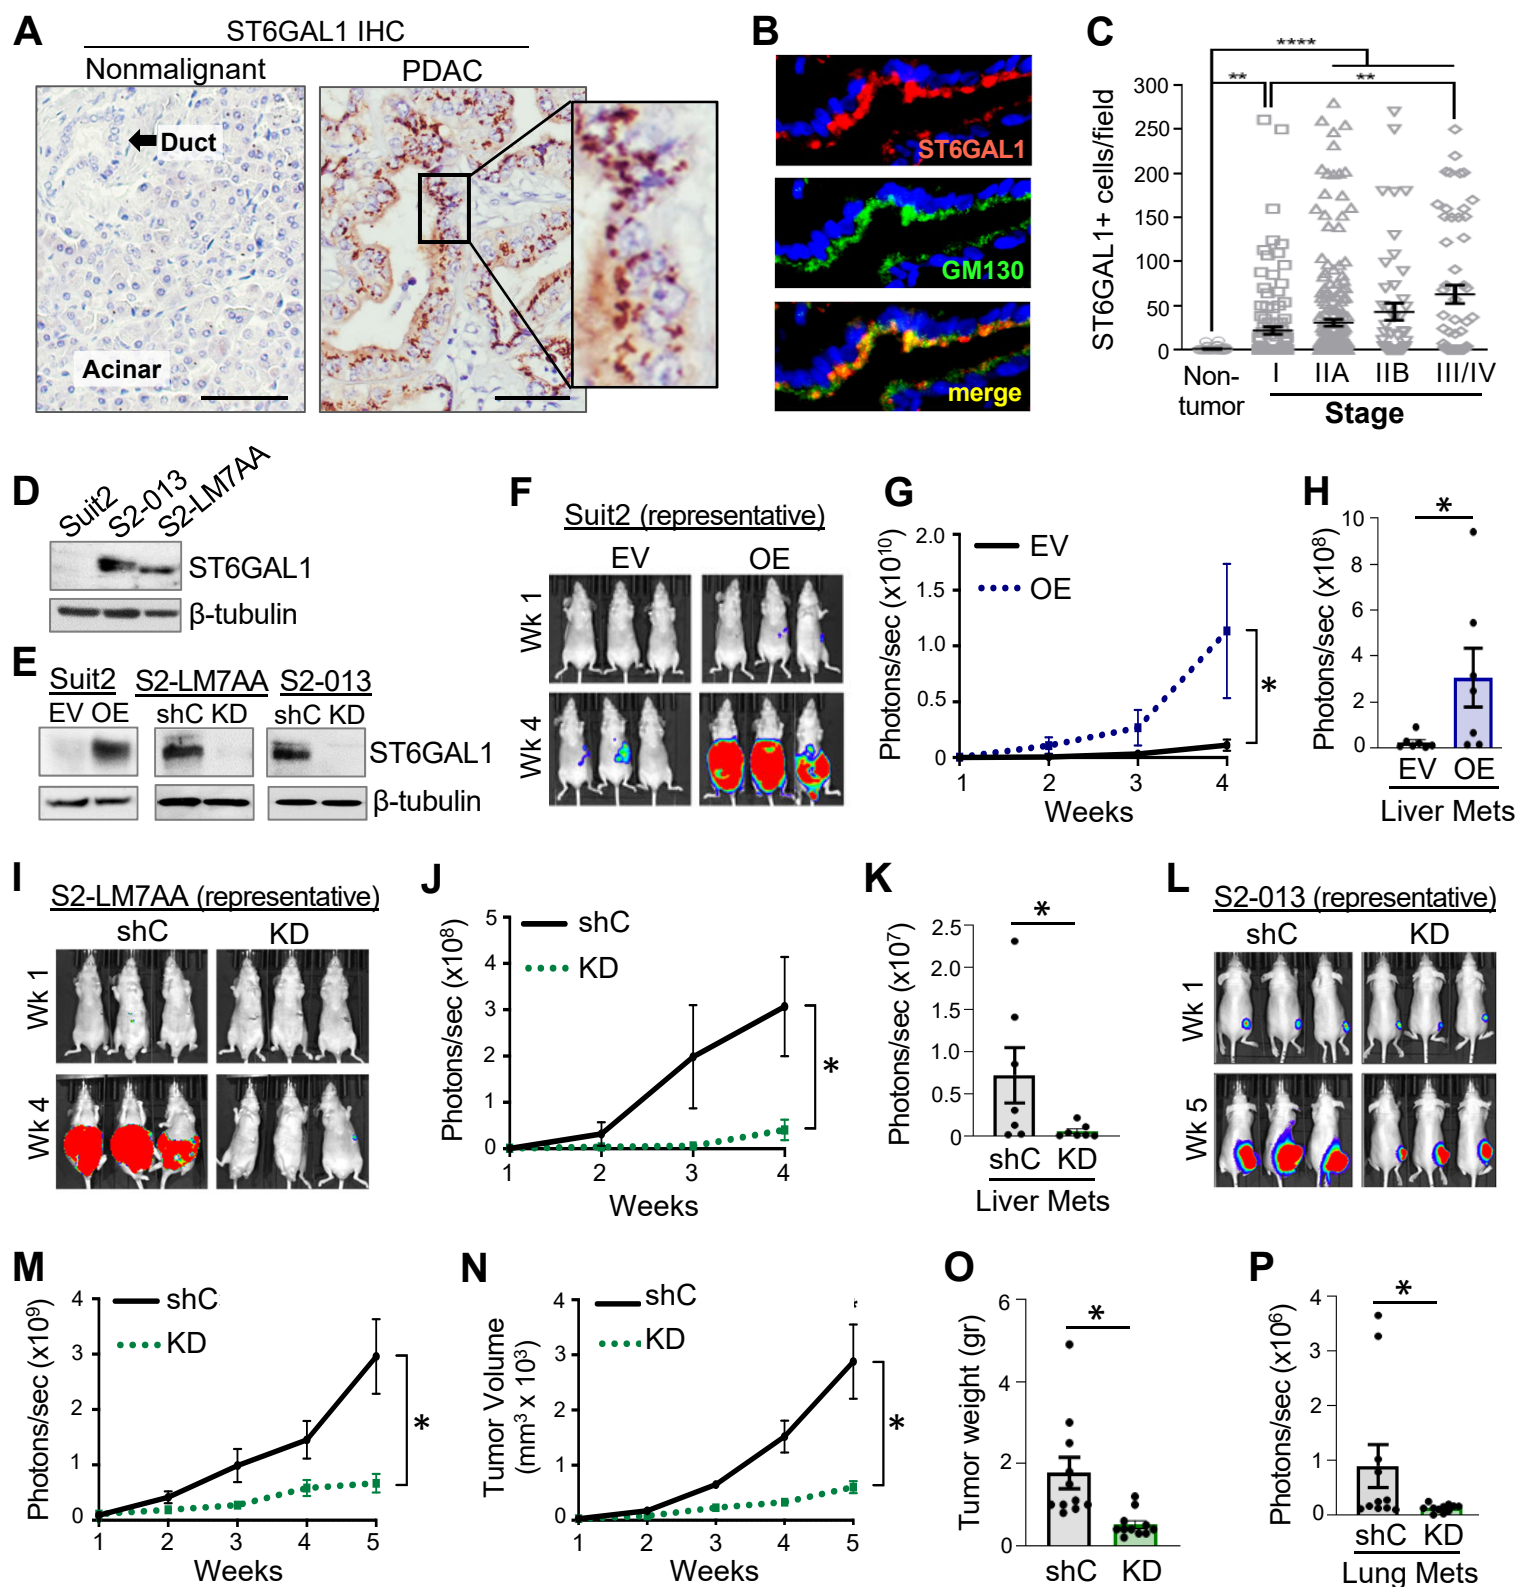 A
ST6GAL1 IHC
Nonmalignant
PDAC
Duct
Acinar
B
ST6GAL1
GM130
merge
C
****
**
**
ST6GAL1+ cells/field
300
250
200
150
100
50
0
Non-
tumor
I
IIA
IIB
III/IV
Stage
D
Suit2
S2-013
S2-LM7AA
ST6GAL1
β-tubulin
E
Suit2
S2-LM7AA
S2-013
EV OE
shC KD
shC KD
ST6GAL1
β-tubulin
F
Suit2 (representative)
EV
OE
Wk 1
Wk 4
G
Photons/sec (x10¹⁰)
2.0
1.5
1.0
0.5
0
EV
OE
*
1
2
3
4
Weeks
H
Photons/sec (x10⁸)
10
8
6
4
2
0
*
EV
OE
Liver Mets
I
S2-LM7AA (representative)
shC
KD
Wk 1
Wk 4
J
Photons/sec (x10⁸)
5
4
3
2
1
0
shC
KD
*
1
2
3
4
Weeks
K
Photons/sec (x10⁷)
2.5
2.0
1.5
1.0
0.5
0
*
shC
KD
Liver Mets
L
S2-013 (representative)
shC
KD
Wk 1
Wk 5
M
Photons/sec (x10⁹)
4
3
2
1
0
shC
KD
*
1
2
3
4
5
Weeks
N
Tumor Volume
(mm³ x 10³)
4
3
2
1
0
shC
KD
*
1
2
3
4
5
Weeks
O
Tumor weight (gr)
6
4
2
0
*
shC
KD
P
Photons/sec (x10⁶)
4
3
2
1
0
*
shC
KD
Lung Mets